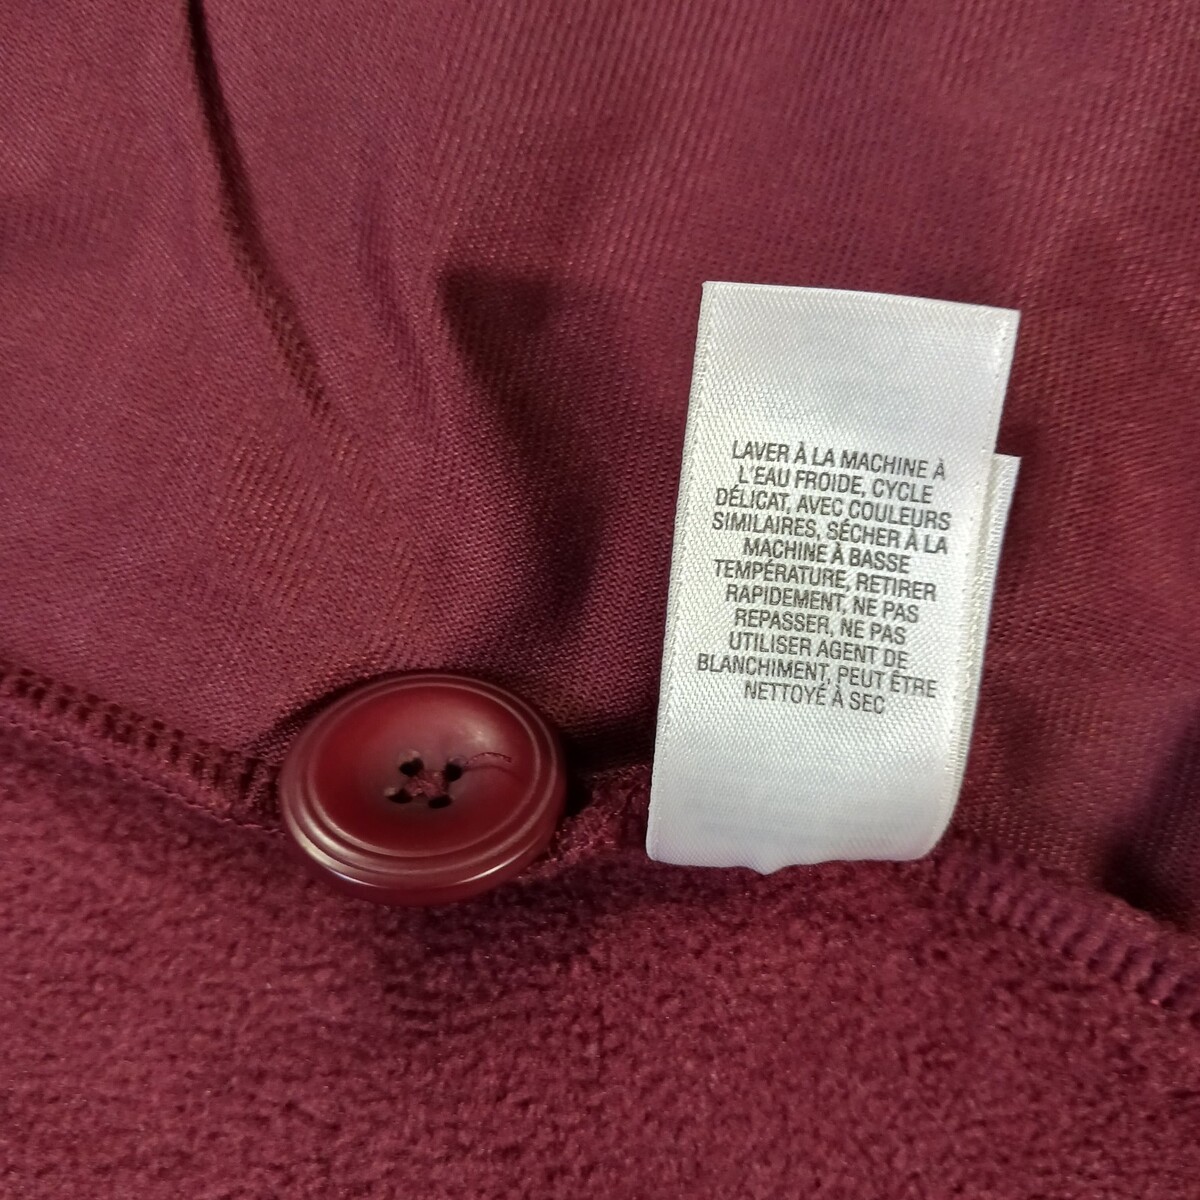 LAVER À LA MACHINE À
L'EAU FROIDE, CYCLE
DÉLICAT, AVEC COULEURS
SIMILAIRES, SÉCHER À LA
MACHINE À BASSE
TEMPÉRATURE, RETIRER
RAPIDEMENT, NE PAS
REPASSER, NE PAS
UTILISER AGENT DE
BLANCHIMENT, PEUT ÊTRE
NETTOYÉ À SEC